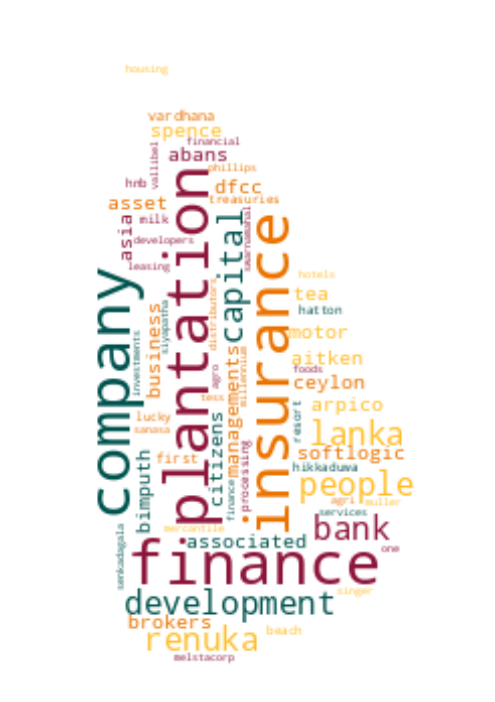 housing
vardhana
spence
financial
vallibel
abans
phillips
hnb
dfcc
asset
treasuries
milk
asia
developers
leasing
plantation
capital
swarnamahal
insurance
company
hotels
tea
hatton
motor
business
siyapatha
investments
distributors
aitken
foods
ceylon
agro
millennium
managements
tess
arpico
lucky
sanasa
citizens
resort
lanka
softlogic
first
bimputh
processing
hikkaduwa
people
finance
agri
muller
services
mercantile
bank
senkadagala
associated
one
finance
development
singer
brokers
renuka
beach
melstacorp